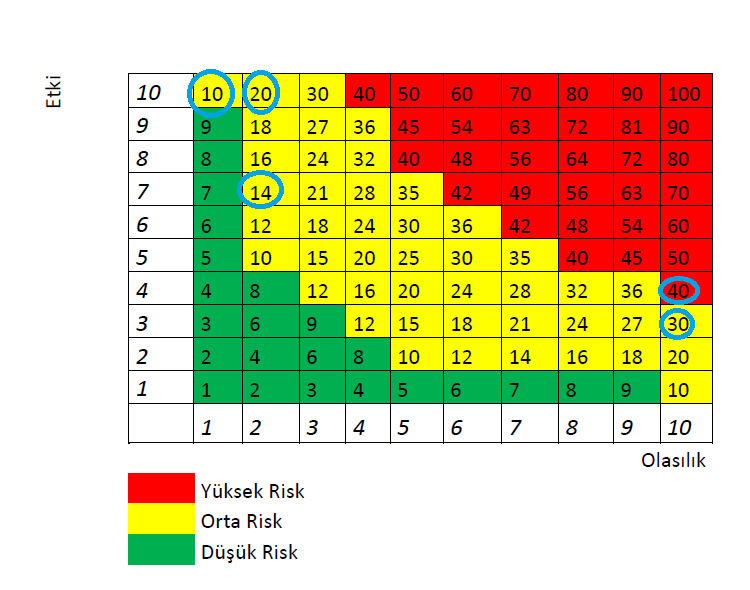 Etki
10 10 20 30 40 50 60 70 80 90 100
9 9 18 27 36 45 54 63 72 81 90
8 8 16 24 32 40 48 56 64 72 80
7 7 14 21 28 35 42 49 56 63 70
6 6 12 18 24 30 36 42 48 54 60
5 5 10 15 20 25 30 35 40 45 50
4 4 8 12 16 20 24 28 32 36 40
3 3 6 9 12 15 18 21 24 27 30
2 2 4 6 8 10 12 14 16 18 20
1 1 2 3 4 5 6 7 8 9 10
1 2 3 4 5 6 7 8 9 10
Olasılık
Yüksek Risk
Orta Risk
Düşük Risk